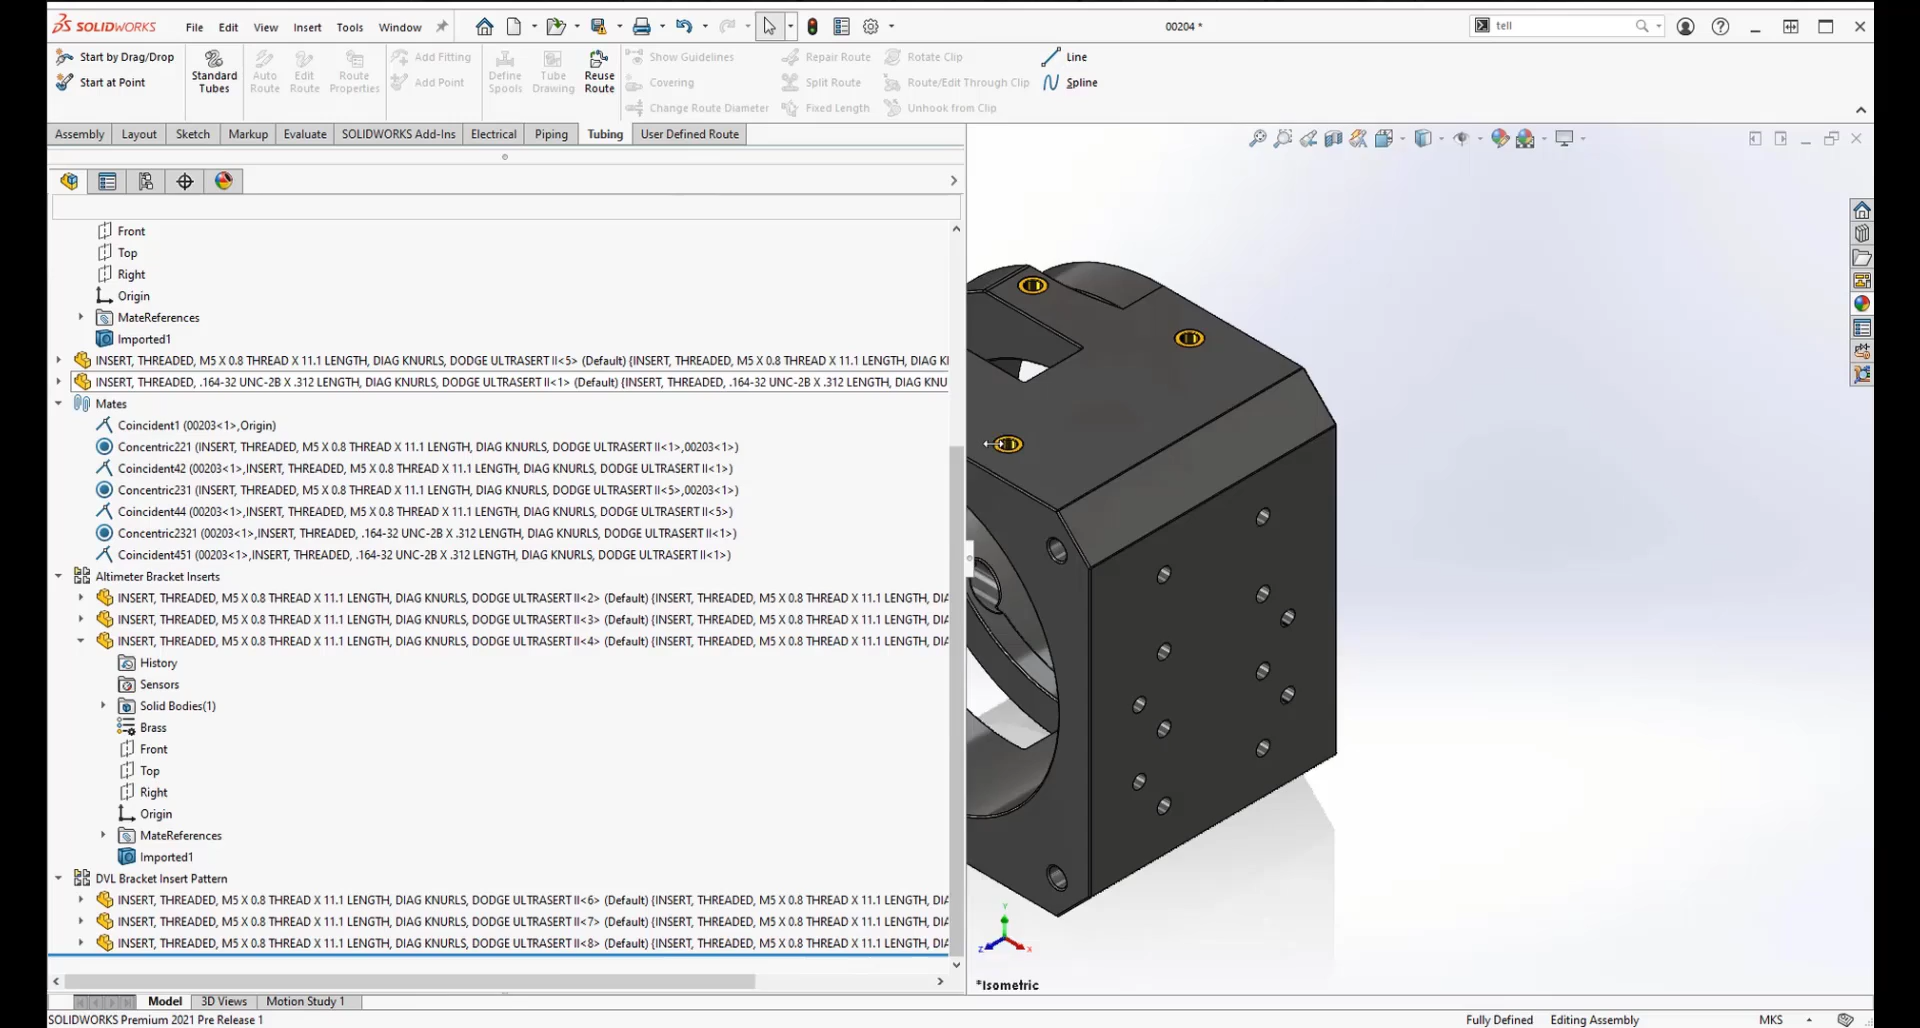 SOLIDWORKS File Edit View Insert Tools Window 00204 * tell
Start by Drag/Drop
Start at Point
Standard Tubes
Auto Route
Edit Route
Route Properties
Add Fitting
Add Point
Define Spools
Tube Drawing
Reuse Route
Show Guidelines
Covering
Change Route Diameter
Repair Route
Split Route
Fixed Length
Rotate Clip
Route/Edit Through Clip
Unhook from Clip
Line
Spline
Assembly Layout Sketch Markup Evaluate SOLIDWORKS Add-Ins Electrical Piping Tubing User Defined Route
Front
Top
Right
Origin
MateReferences
Imported1
INSERT, THREADED, M5 X 0.8 THREAD X 11.1 LENGTH, DIAG KNURLS, DODGE ULTRASERT II<5> (Default) {INSERT, THREADED, M5 X 0.8 THREAD X 11.1 LENGTH, DIAG K
INSERT, THREADED, .164-32 UNC-2B X .312 LENGTH, DIAG KNURLS, DODGE ULTRASERT II<1> (Default) {INSERT, THREADED, .164-32 UNC-2B X .312 LENGTH, DIAG KNU
Mates
Coincident1 (00203<1>,Origin)
Concentric221 (INSERT, THREADED, M5 X 0.8 THREAD X 11.1 LENGTH, DIAG KNURLS, DODGE ULTRASERT II<1>,00203<1>)
Coincident42 (00203<1>,INSERT, THREADED, M5 X 0.8 THREAD X 11.1 LENGTH, DIAG KNURLS, DODGE ULTRASERT II<1>)
Concentric231 (INSERT, THREADED, M5 X 0.8 THREAD X 11.1 LENGTH, DIAG KNURLS, DODGE ULTRASERT II<5>,00203<1>)
Coincident44 (00203<1>,INSERT, THREADED, M5 X 0.8 THREAD X 11.1 LENGTH, DIAG KNURLS, DODGE ULTRASERT II<5>)
Concentric2321 (00203<1>,INSERT, THREADED, .164-32 UNC-2B X .312 LENGTH, DIAG KNURLS, DODGE ULTRASERT II<1>)
Coincident451 (00203<1>,INSERT, THREADED, .164-32 UNC-2B X .312 LENGTH, DIAG KNURLS, DODGE ULTRASERT II<1>)
Altimeter Bracket Inserts
INSERT, THREADED, M5 X 0.8 THREAD X 11.1 LENGTH, DIAG KNURLS, DODGE ULTRASERT II<2> (Default) {INSERT, THREADED, M5 X 0.8 THREAD X 11.1 LENGTH, DIA
INSERT, THREADED, M5 X 0.8 THREAD X 11.1 LENGTH, DIAG KNURLS, DODGE ULTRASERT II<3> (Default) {INSERT, THREADED, M5 X 0.8 THREAD X 11.1 LENGTH, DIA
INSERT, THREADED, M5 X 0.8 THREAD X 11.1 LENGTH, DIAG KNURLS, DODGE ULTRASERT II<4> (Default) {INSERT, THREADED, M5 X 0.8 THREAD X 11.1 LENGTH, DIA
History
Sensors
Solid Bodies(1)
Brass
Front
Top
Right
Origin
MateReferences
Imported1
DVL Bracket Insert Pattern
INSERT, THREADED, M5 X 0.8 THREAD X 11.1 LENGTH, DIAG KNURLS, DODGE ULTRASERT II<6> (Default) {INSERT, THREADED, M5 X 0.8 THREAD X 11.1 LENGTH, DIA
INSERT, THREADED, M5 X 0.8 THREAD X 11.1 LENGTH, DIAG KNURLS, DODGE ULTRASERT II<7> (Default) {INSERT, THREADED, M5 X 0.8 THREAD X 11.1 LENGTH, DIA
INSERT, THREADED, M5 X 0.8 THREAD X 11.1 LENGTH, DIAG KNURLS, DODGE ULTRASERT II<8> (Default) {INSERT, THREADED, M5 X 0.8 THREAD X 11.1 LENGTH, DIA
Y
Z X
*Isometric
Model 3D Views Motion Study 1
SOLIDWORKS Premium 2021 Pre Release 1 Fully Defined Editing Assembly MKS